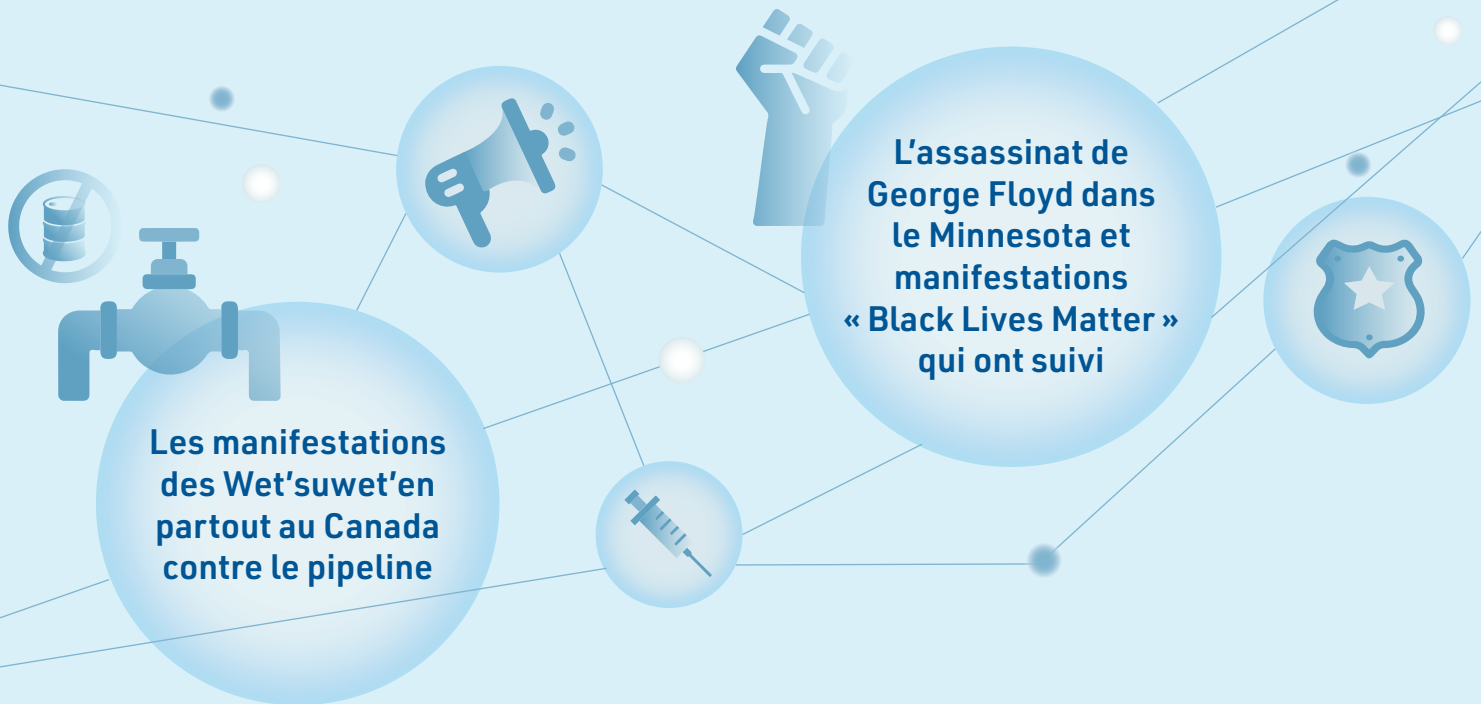 L'assassinat de
George Floyd dans
le Minnesota et
manifestations
« Black Lives Matter »
qui ont suivi
Les manifestations
des Wet'suwet'en
partout au Canada
contre le pipeline